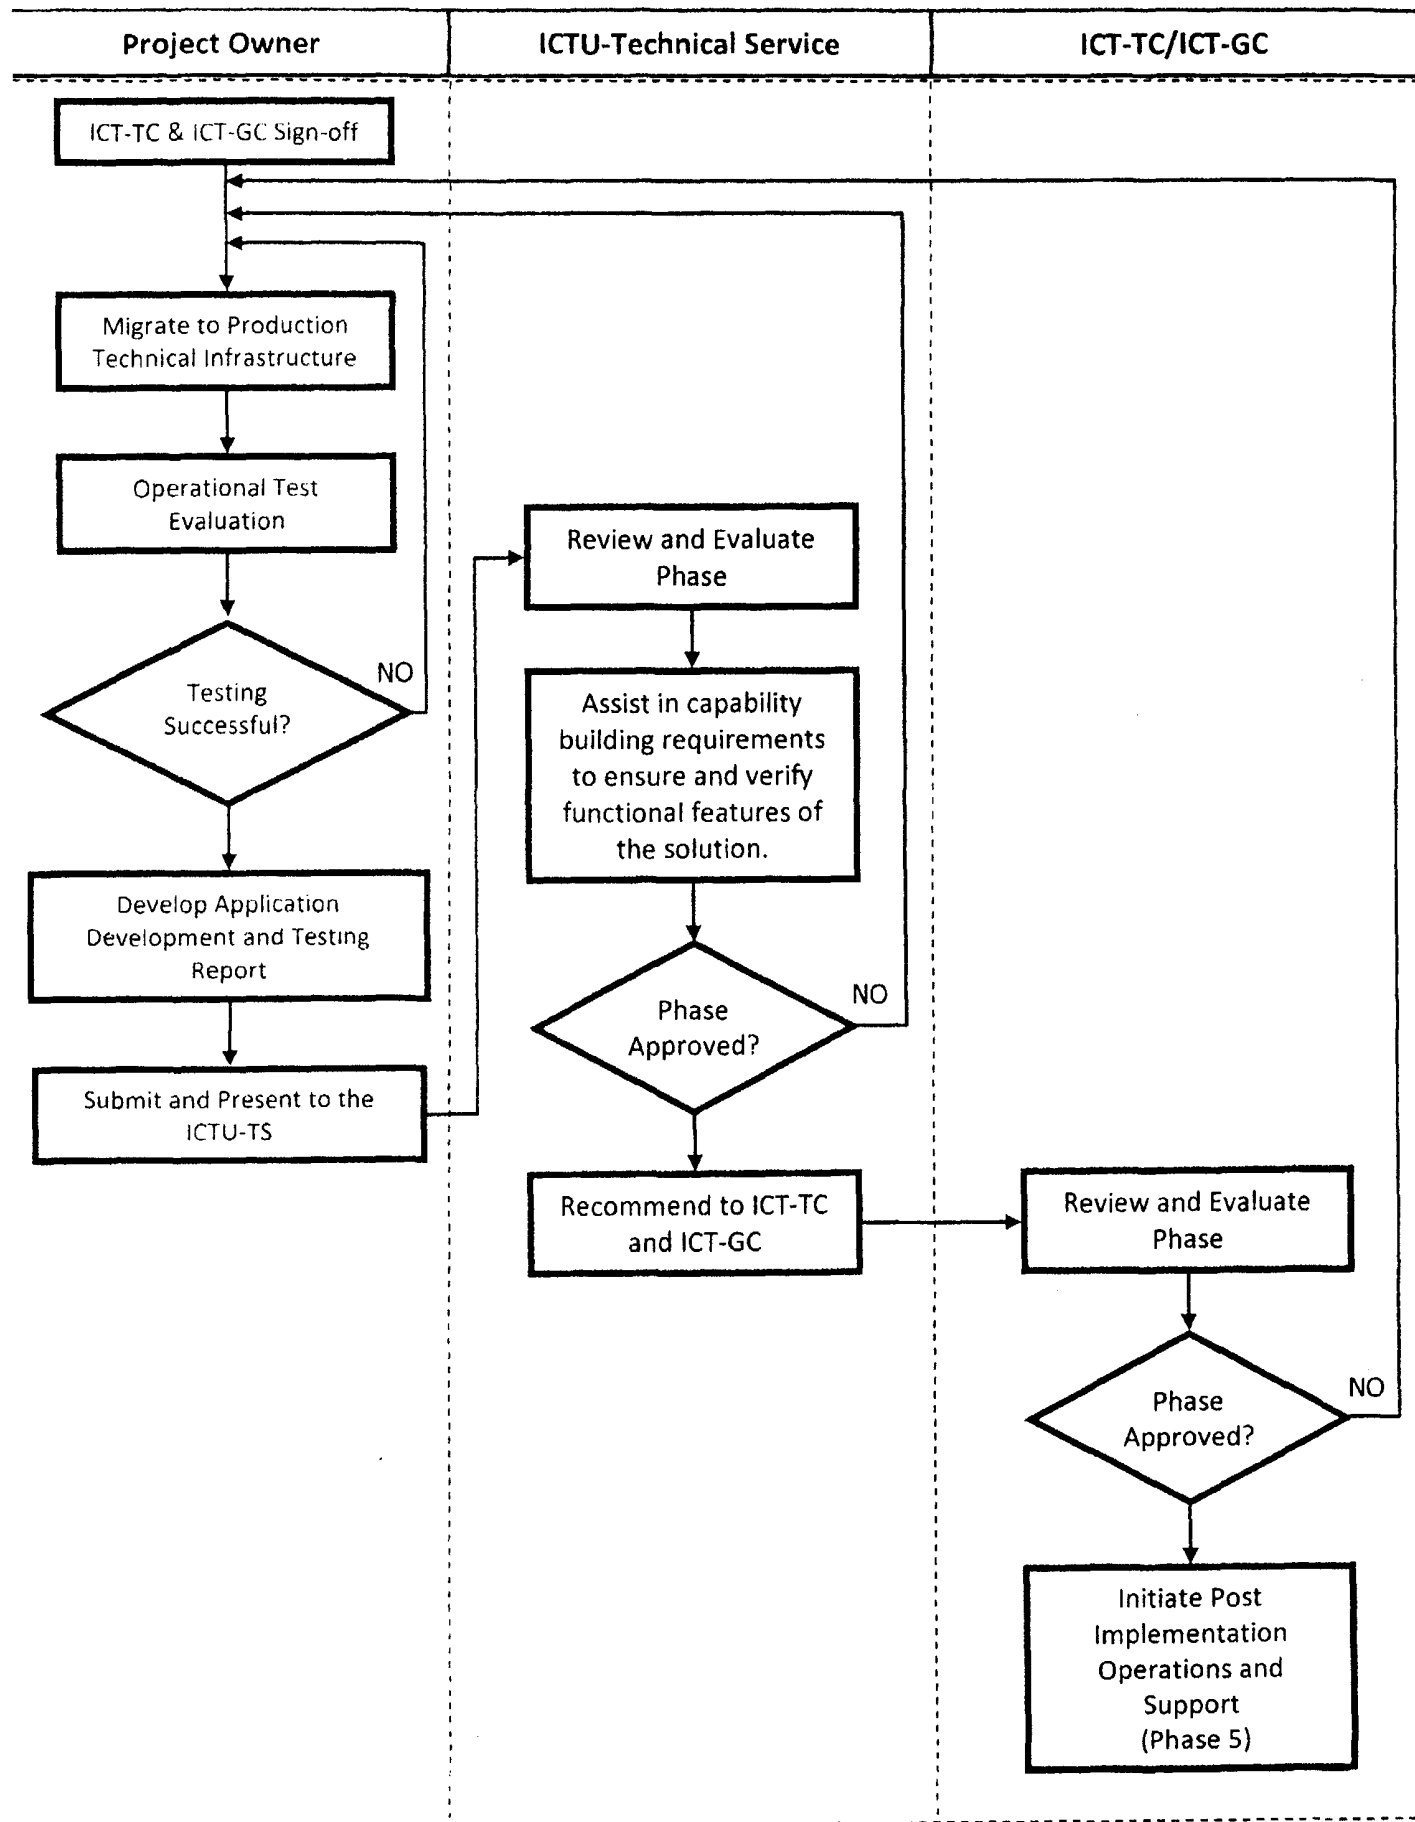 Project Owner
ICTU-Technical Service
ICT-TC/ICT-GC
ICT-TC & ICT-GC Sign-off
Migrate to Production
Technical Infrastructure
Operational Test
Evaluation
Testing
Successful?
NO
Develop Application
Development and Testing
Report
Submit and Present to the
ICTU-TS
Review and Evaluate
Phase
Assist in capability
building requirements
to ensure and verify
functional features of
the solution.
Phase
Approved?
NO
Recommend to ICT-TC
and ICT-GC
Review and Evaluate
Phase
Phase
Approved?
NO
Initiate Post
Implementation
Operations and
Support
(Phase 5)